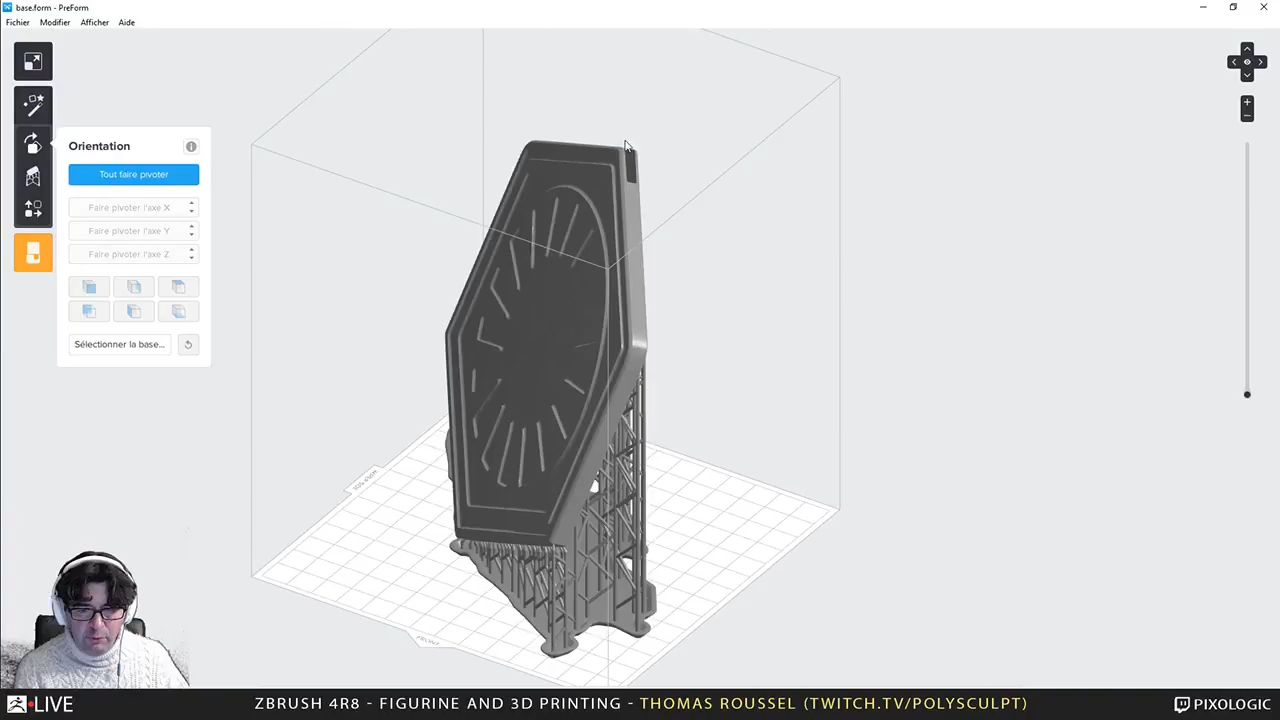 base.form - PreForm
Fichier Modifier Afficher Aide
Orientation
Tout faire pivoter
Faire pivoter l'axe X
Faire pivoter l'axe Y
Faire pivoter l'axe Z
Sélectionner la base...
FRONT
LIVE
ZBRUSH 4R8 - FIGURINE AND 3D PRINTING - THOMAS ROUSSEL (TWITCH.TV/POLYSCULPT)
PIXOLOGIC